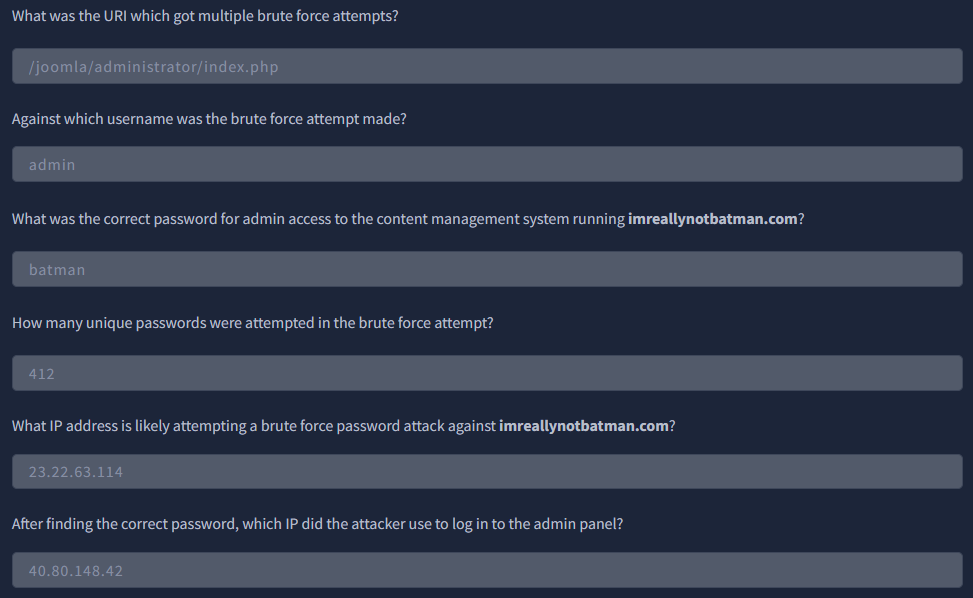 What was the URI which got multiple brute force attempts?
/joomla/administrator/index.php
Against which username was the brute force attempt made?
admin
What was the correct password for admin access to the content management system running imreallynotbatman.com?
batman
How many unique passwords were attempted in the brute force attempt?
412
What IP address is likely attempting a brute force password attack against imreallynotbatman.com?
23.22.63.114
After finding the correct password, which IP did the attacker use to log in to the admin panel?
40.80.148.42